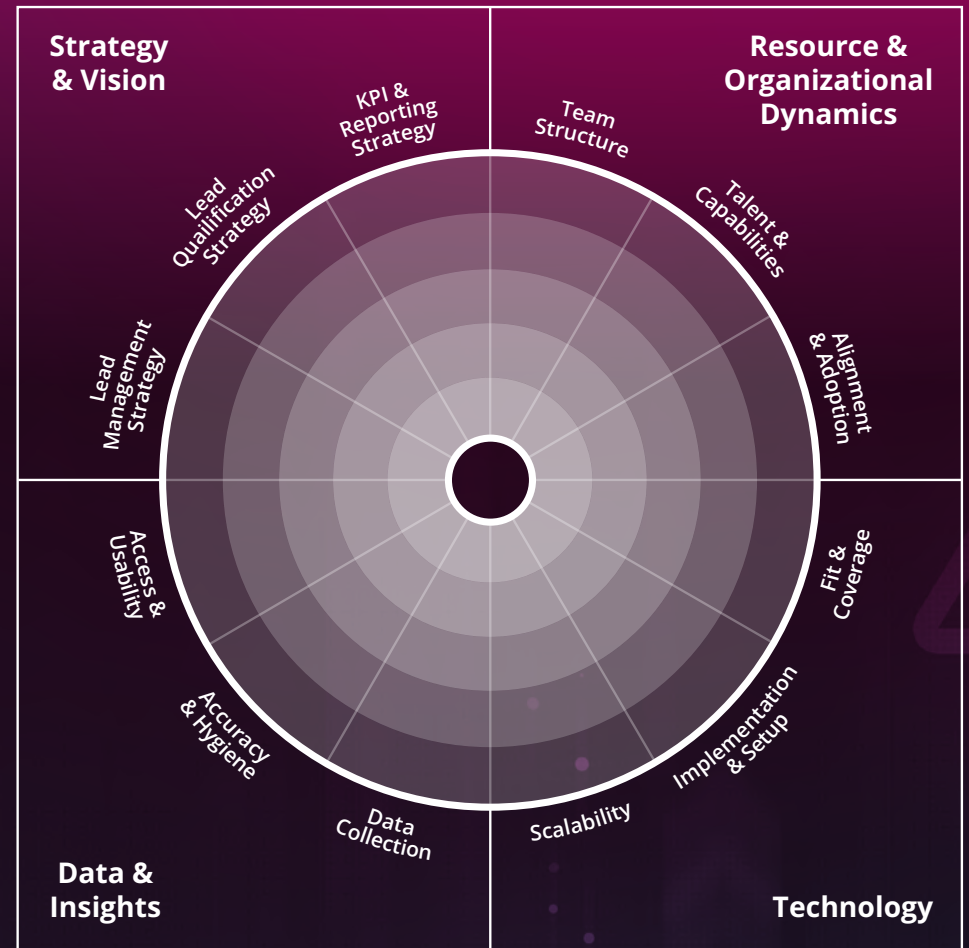 Strategy
& Vision
KPI &
Reporting
Strategy
Lead
Quailification
Strategy
Lead
Management
Strategy
Resource &
Organizational
Dynamics
Team
Structure
Talent &
Capabilities
Alignment
& Adoption
Access &
Usability
Accuracy
& Hygiene
Data
Collection
Data &
Insights
Fit &
Coverage
Implementation
& Setup
Scalability
Technology